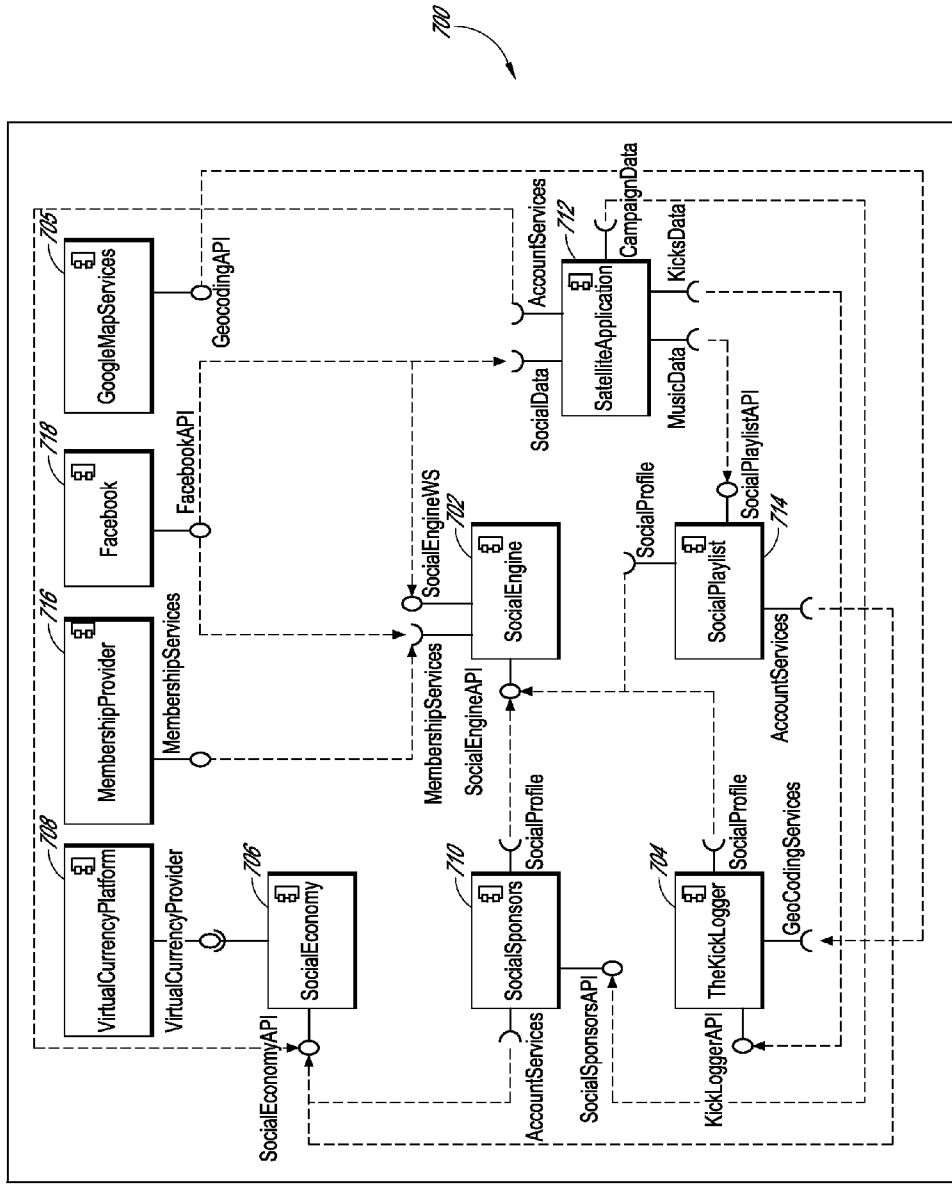 700
708
VirtualCurrencyPlatform
VirtualCurrencyProvider
716
MembershipProvider
MembershipServices
718
Facebook
FacebookAPI
705
GoogleMapServices
GeocodingAPI
706
SocialEconomy
SocialEconomyAPI
MembershipServices
SocialEngineWS
SocialEngineAPI
702
SocialEngine
SocialData
AccountServices
712
SatelliteApplication
CampaignData
MusicData
KicksData
710
SocialSponsors
SocialProfile
AccountServices
SocialSponsorsAPI
SocialProfile
SocialPlaylist
714
SocialPlaylistAPI
AccountServices
704
TheKickLogger
SocialProfile
KickLoggerAPI
GeoCodingServices